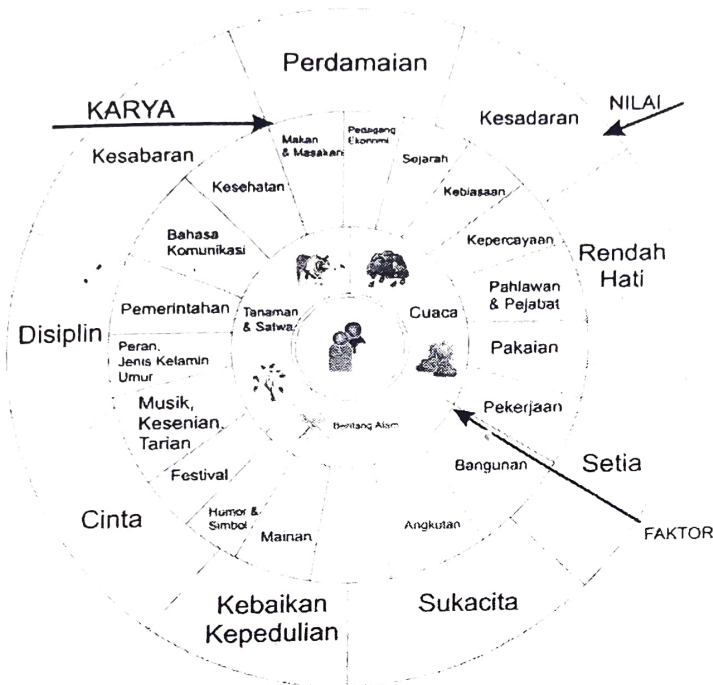 Perdamaian
KARYA
NILAI
Kesadaran
Kesabaran
Makan
& Masakan
Pedagang
Ekonomi
Sejarah
Kesehatan
Kebiasaan
Bahasa
Komunikasi
Kepercayaan
Rendah
Hati
Pemerintahan
Tanaman
& Satwa
Cuaca
Pahlawan
& Pejabat
Disiplin
Peran,
Jenis Kelamin
Umur
Pakaian
Musik,
Kesenian,
Tarian
Bentang Alam
Pekerjaan
Festival
Bangunan
Setia
Cinta
Humor &
Simbol
Mainan
Angkutan
FAKTOR
Kebaikan
Kepedulian
Sukacita